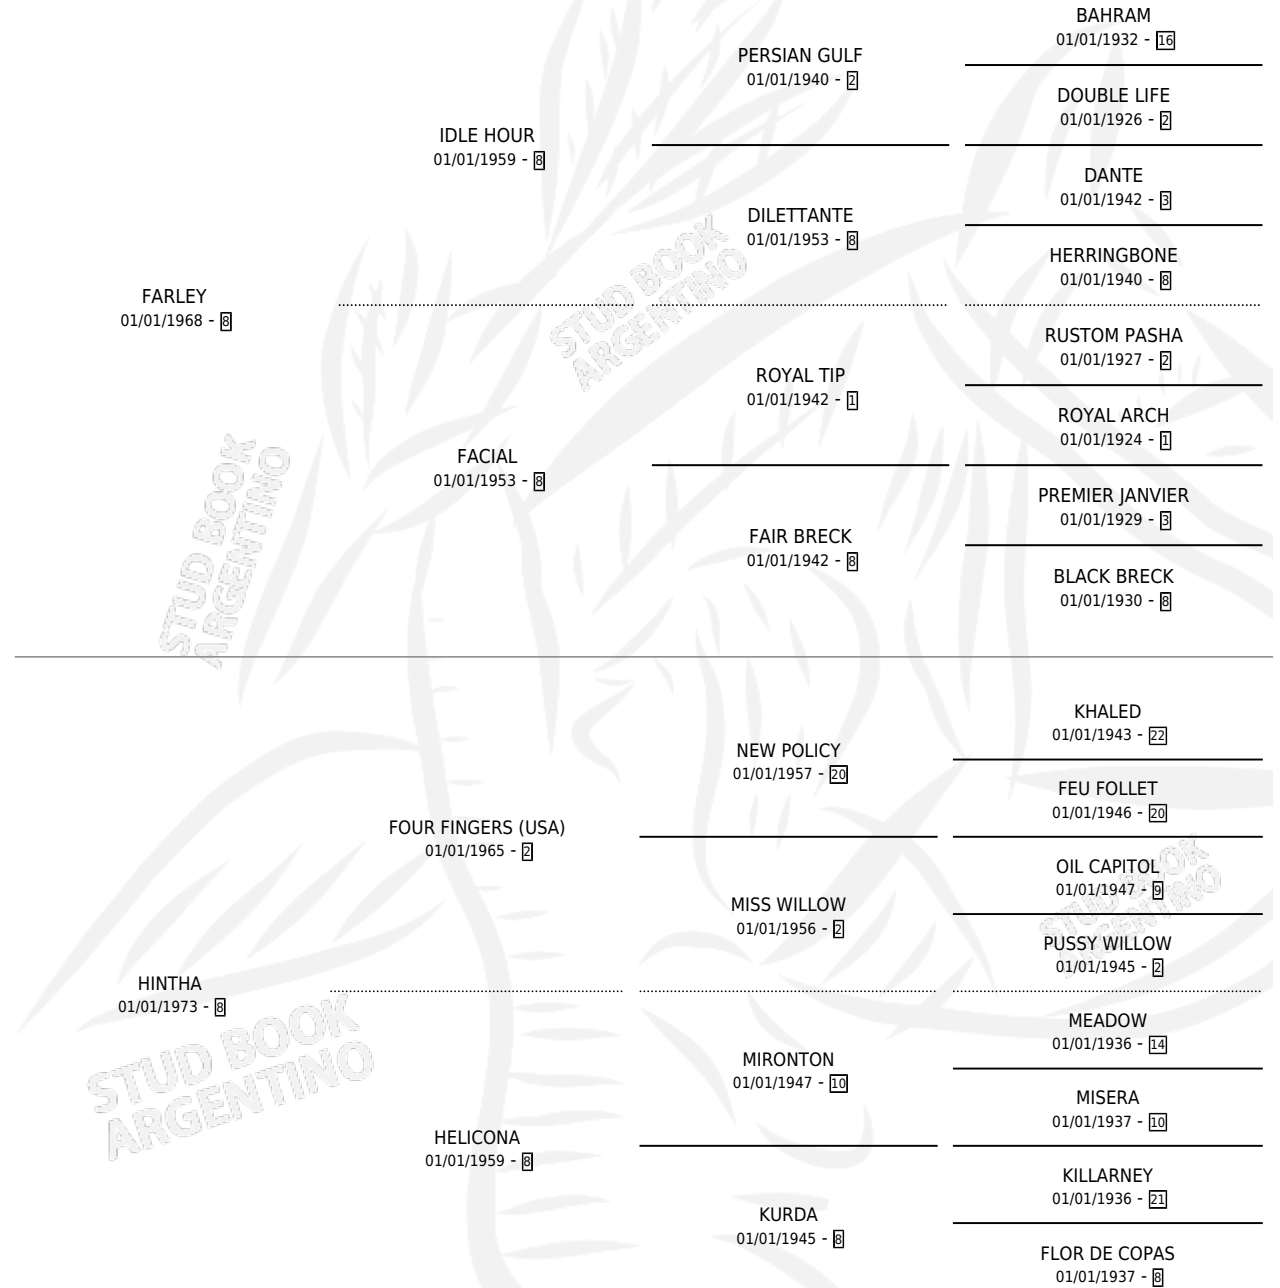 BAHRAM
01/01/1932 - 16
PERSIAN GULF
01/01/1940 - 2
DOUBLE LIFE
01/01/1926 - 2
IDLE HOUR
01/01/1959 - 8
DANTE
01/01/1942 - 3
DILETTANTE
01/01/1953 - 8
HERRINGBONE
01/01/1940 - 8
STUD BOOK
ARGENTINO
FARLEY
01/01/1968 - 8
RUSTOM PASHA
01/01/1927 - 2
ROYAL TIP
01/01/1942 - 1
ROYAL ARCH
01/01/1924 - 1
FACIAL
01/01/1953 - 8
PREMIER JANVIER
01/01/1929 - 3
FAIR BRECK
01/01/1942 - 8
BLACK BRECK
01/01/1930 - 8
STUD BOOK
ARGENTINO
KHALED
01/01/1943 - 22
NEW POLICY
01/01/1957 - 20
FEU FOLLET
01/01/1946 - 20
FOUR FINGERS (USA)
01/01/1965 - 2
OIL CAPITOL
01/01/1947 - 9
MISS WILLOW
01/01/1956 - 2
PUSSY WILLOW
01/01/1945 - 2
STUD BOOK
ARGENTINO
HINTHA
01/01/1973 - 8
MEADOW
01/01/1936 - 14
MIRONTON
01/01/1947 - 10
MISERA
01/01/1937 - 10
STUD BOOK
ARGENTINO
HELICONA
01/01/1959 - 8
KILLARNEY
01/01/1936 - 21
KURDA
01/01/1945 - 8
FLOR DE COPAS
01/01/1937 - 8